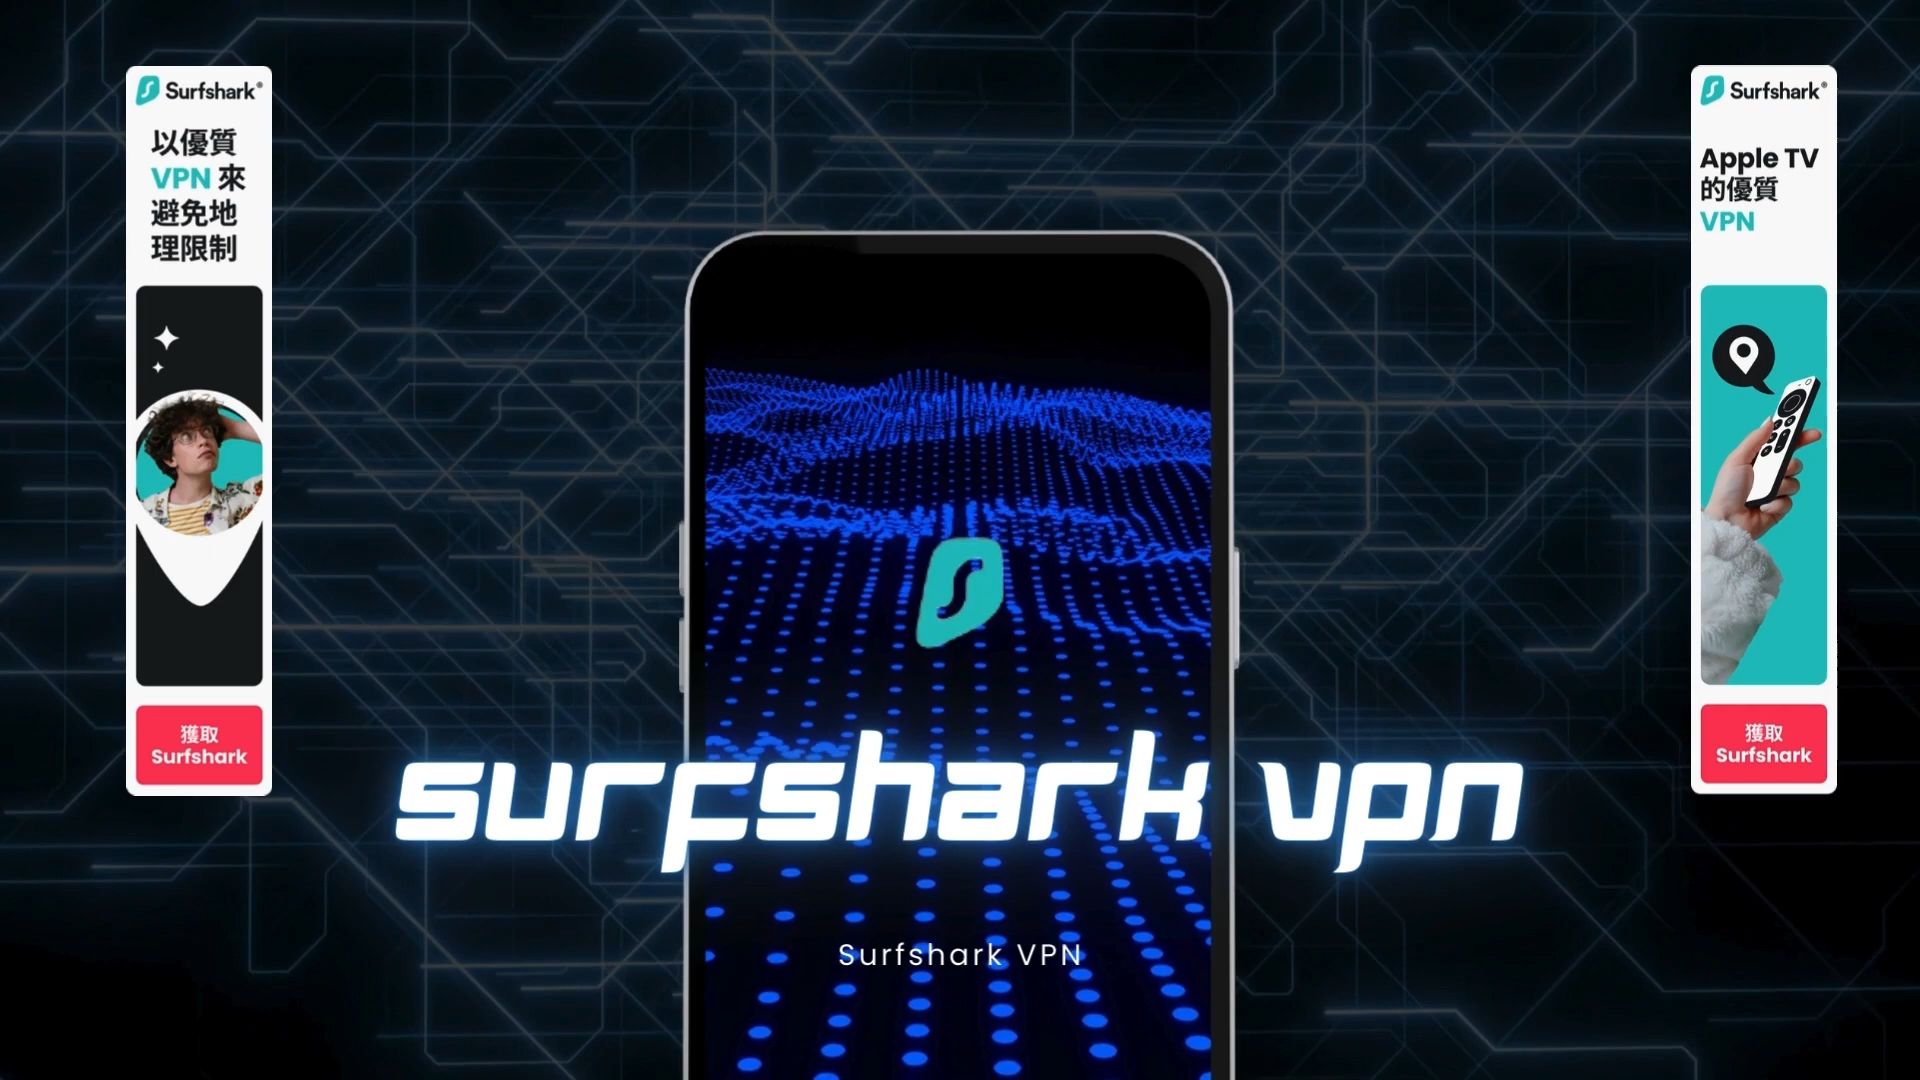 Surfshark®
以優質
VPN 來
避免地
理限制
獲取
Surfshark
Surfshark®
Apple TV
的優質
VPN
獲取
Surfshark
surfshark vpn
Surfshark VPN